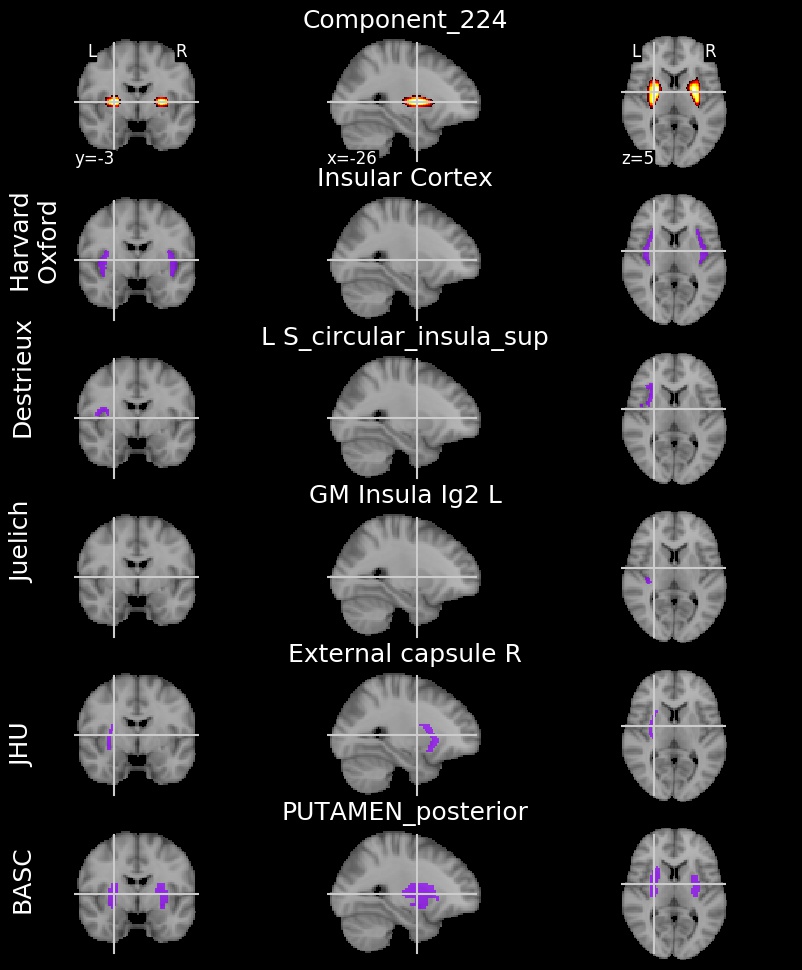 Component_224
L R
L R
y=-3
x=-26
z=5
Insular Cortex
Harvard
Oxford
L S_circular_insula_sup
Destrieux
GM Insula Ig2 L
Juelich
External capsule R
JHU
PUTAMEN_posterior
BASC